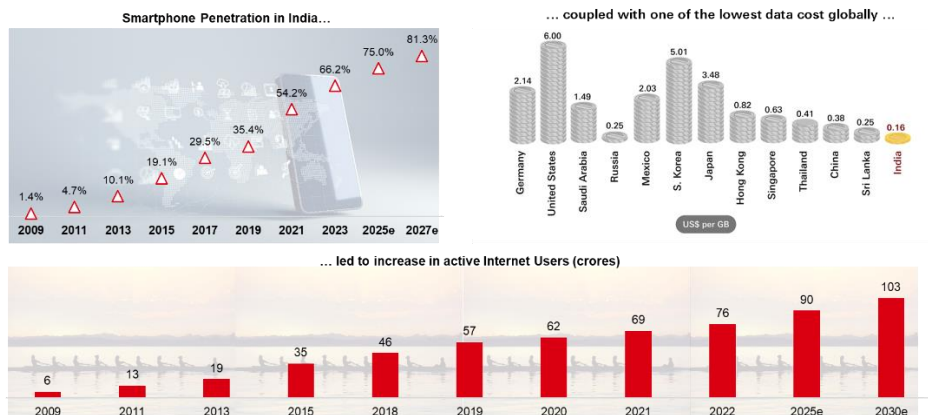 Smartphone Penetration in India…
1.4%
4.7%
10.1%
19.1%
29.5%
35.4%
54.2%
66.2%
75.0%
81.3%
2009 2011 2013 2015 2017 2019 2021 2023 2025e 2027e
... coupled with one of the lowest data cost globally ...
2.14
6.00
1.49
0.25
2.03
5.01
3.48
0.82
0.63
0.41
0.38
0.25
0.16
Germany
United States
Saudi Arabia
Russia
Mexico
S. Korea
Japan
Hong Kong
Singapore
Thailand
China
Sri Lanka
India
US$ per GB
... led to increase in active Internet Users (crores)
6
13
19
35
46
57
62
69
76
90
103
2009 2011 2013 2015 2018 2019 2020 2021 2022 2025e 2030e